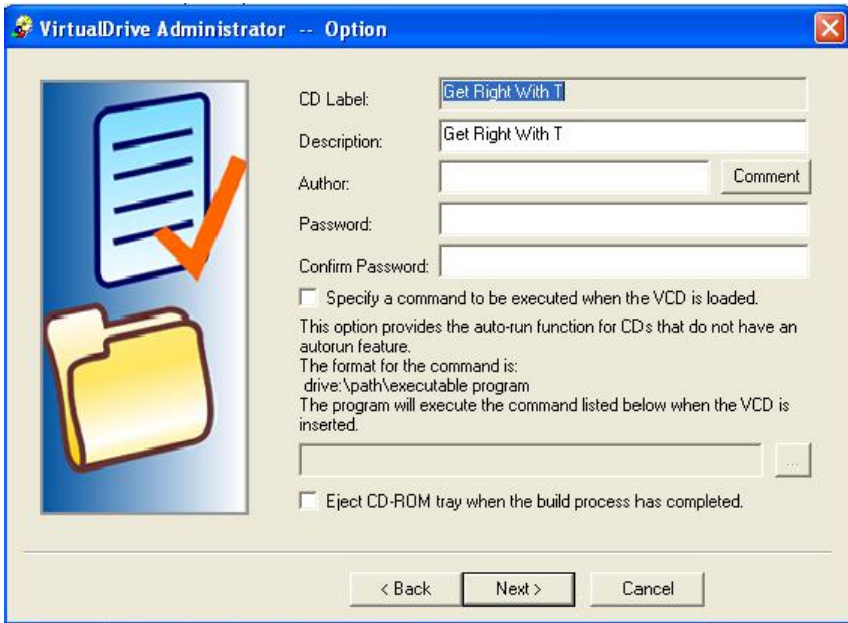 VirtualDrive Administrator -- Option
CD Label: Get Right With T
Description: Get Right With T
Author: Comment
Password:
Confirm Password:
Specify a command to be executed when the VCD is loaded.
This option provides the auto-run function for CDs that do not have an
autorun feature.
The format for the command is:
drive:\path\executable program
The program will execute the command listed below when the VCD is
inserted.
...
Eject CD-ROM tray when the build process has completed.
< Back Next > Cancel